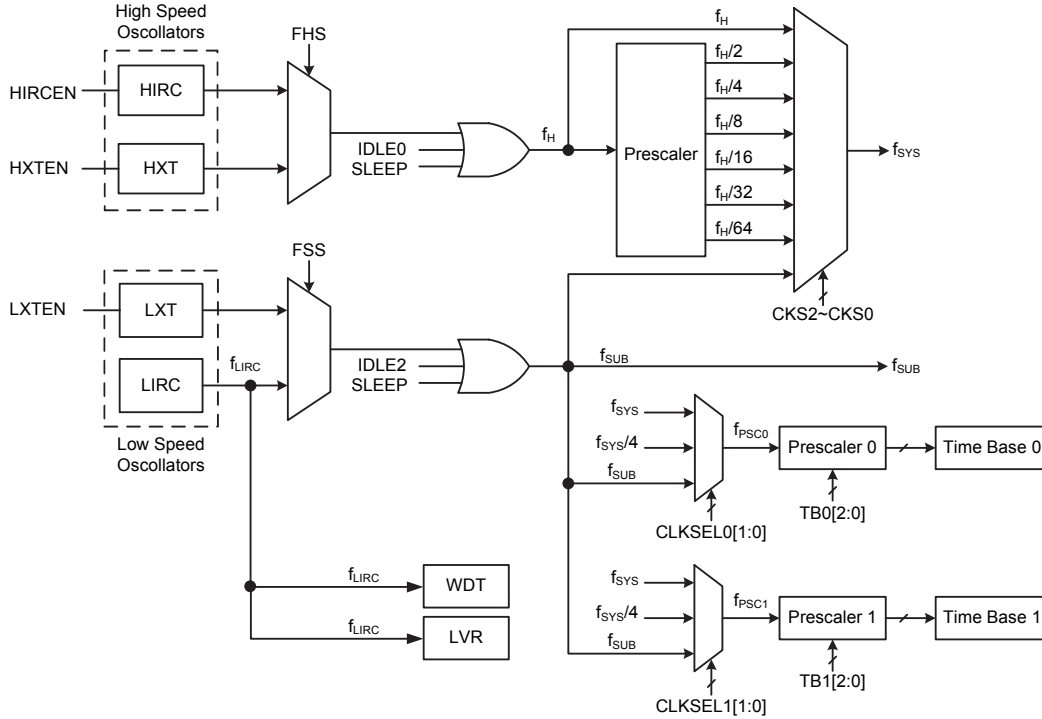 High Speed
Oscollators
FHS
HIRCEN
HIRC
HXTEN
HXT
IDLE0
SLEEP
fH
fH
Prescaler
fH/2
fH/4
fH/8
fH/16
fH/32
fH/64
fSYS
CKS2~CKS0
FSS
LXTEN
LXT
fLIRC
LIRC
Low Speed
Oscollators
IDLE2
SLEEP
fSUB
fSUB
fSYS
fSYS/4
fSUB
fPSC0
Prescaler 0
Time Base 0
TB0[2:0]
CLKSEL0[1:0]
fLIRC
WDT
fLIRC
LVR
fSYS
fSYS/4
fSUB
fPSC1
Prescaler 1
Time Base 1
TB1[2:0]
CLKSEL1[1:0]